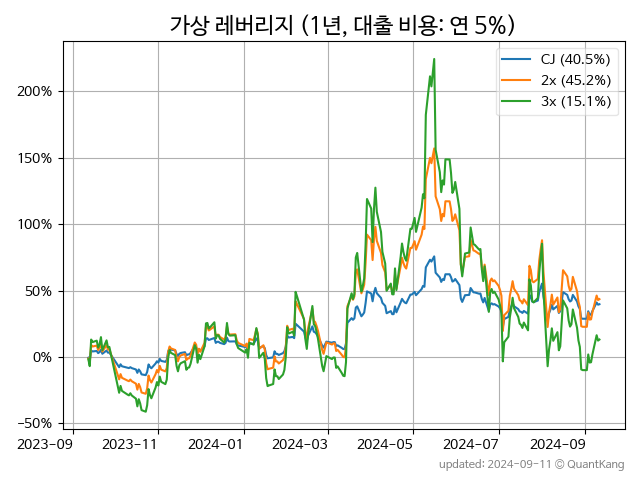 가상 레버리지 (1년, 대출 비용: 연 5%)
CJ (40.5%)
2x (45.2%)
3x (15.1%)
200%
150%
100%
50%
0%
−50%
2023-09
2023-11
2024-01
2024-03
2024-05
2024-07
2024-09
updated: 2024-09-11 © QuantKang